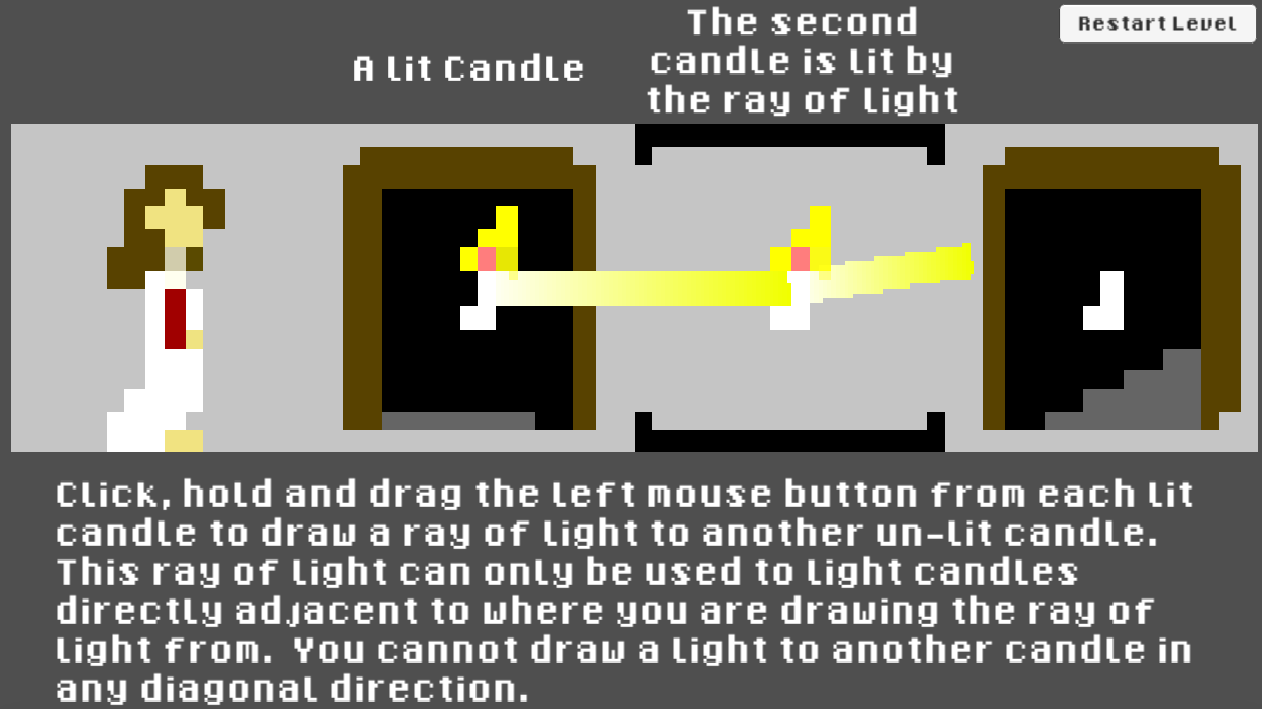 The second
candle is lit by
the ray of light
Restart Level
A lit Candle
Click, hold and drag the left mouse button from each lit
candle to draw a ray of light to another un-lit candle.
This ray of light can only be used to light candles
directly adjacent to where you are drawing the ray of
light from. You cannot draw a light to another candle in
any diagonal direction.